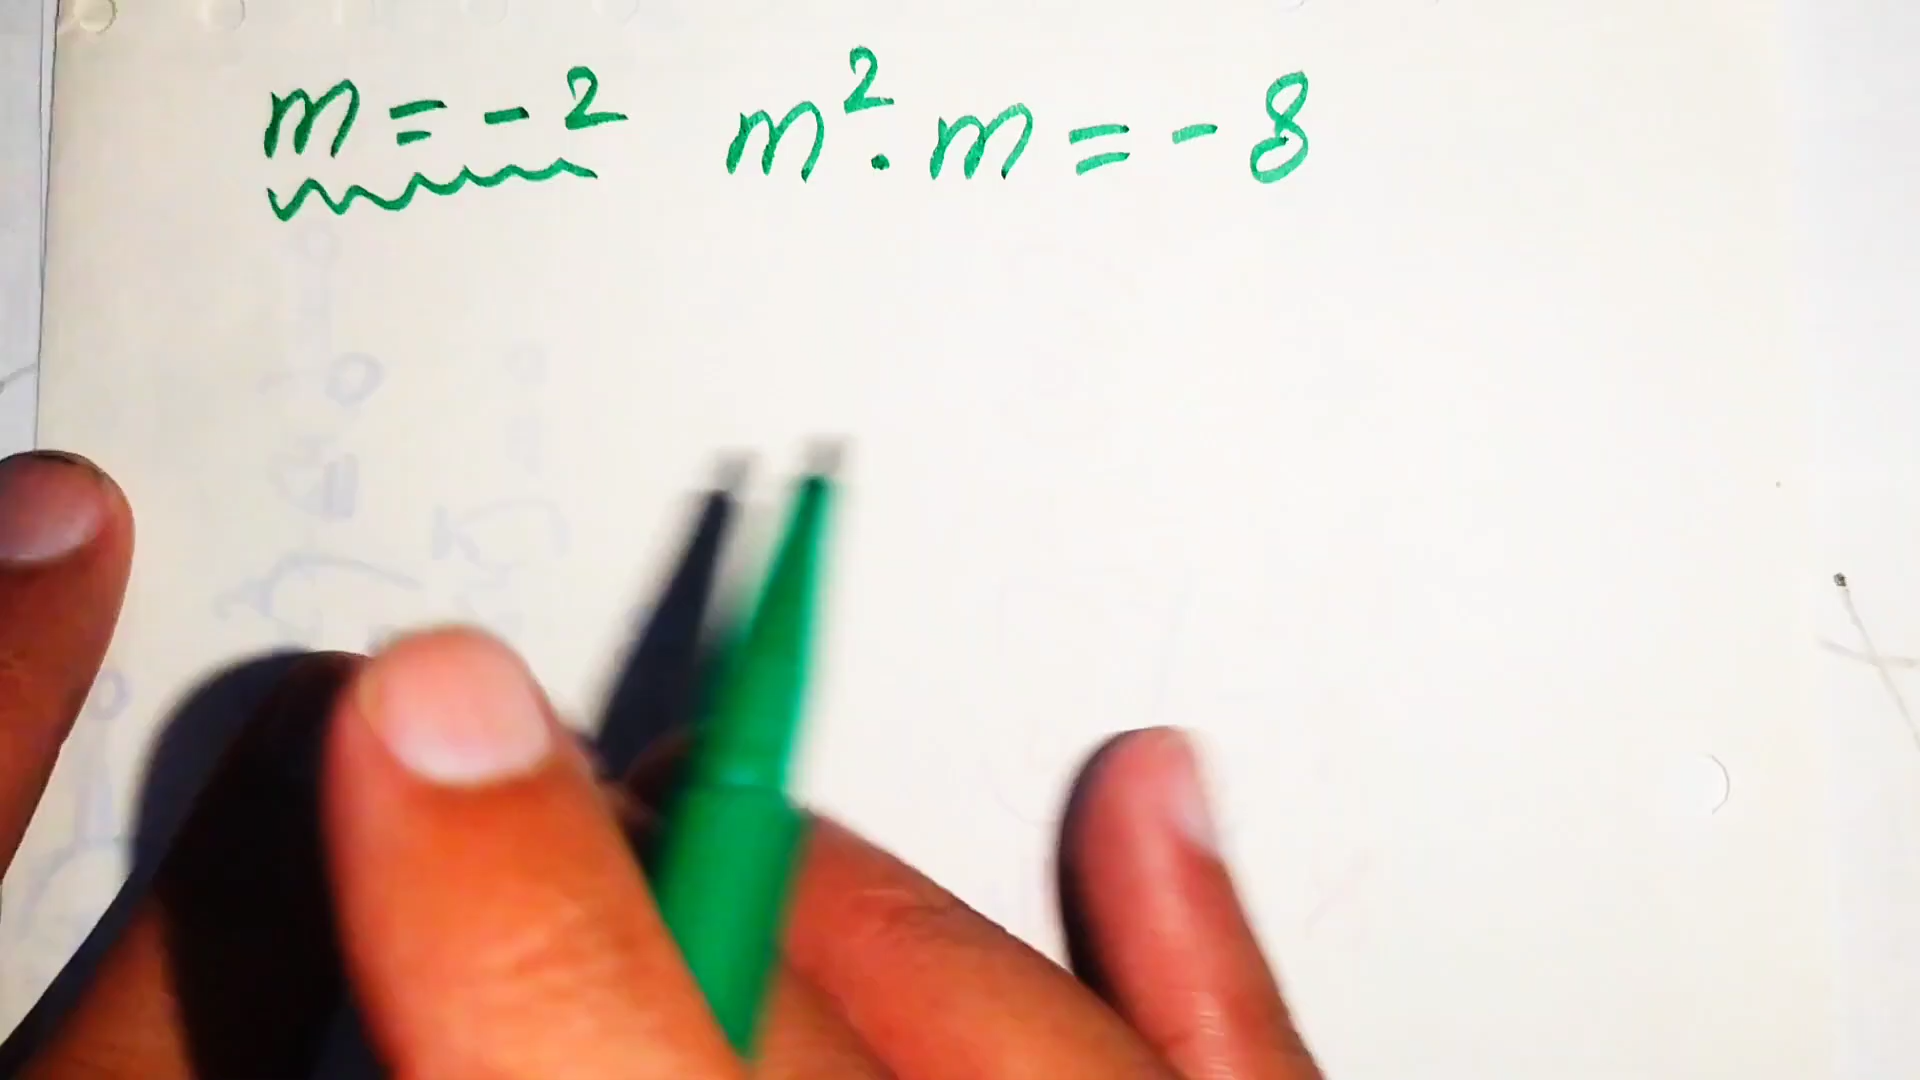 m = - 2 m². m = - 8